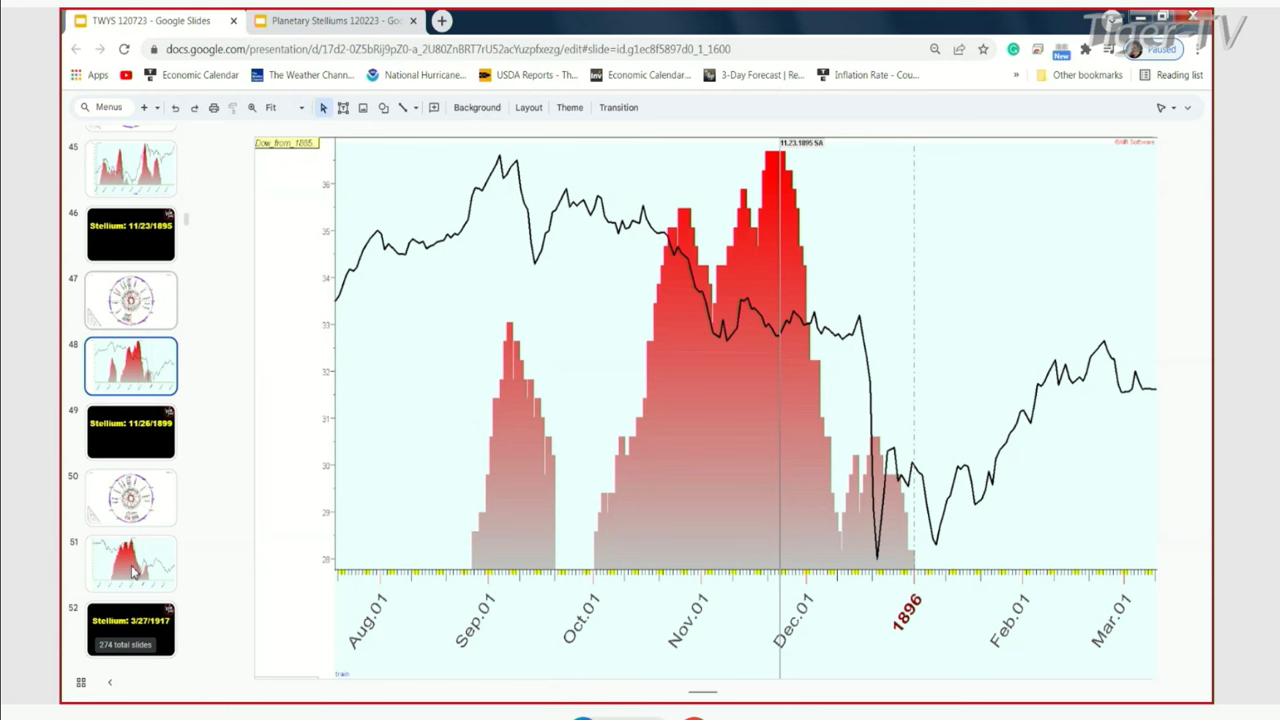 TWYS 120723 - Google Slides
Planetary Stelliums 120223 - Goo
Tiger-TV
docs.google.com/presentation/d/17d2-0Z5bRij9pZ0-a_2U80ZnBRT7rU52acYuzpfxezg/edit#slide=id.g1ec8f5897d0_1_1600
Paused
New
Apps
Economic Calendar
The Weather Chann...
National Hurricane...
USDA Reports - Th...
Economic Calendar...
3-Day Forecast | Re...
Inflation Rate - Cou...
»
Other bookmarks
Reading list
Menus
Fit
Background
Layout
Theme
Transition
45
46
Stellium: 11/23/1895
47
48
49
Stellium: 11/26/1899
50
51
52
Stellium: 3/27/1917
274 total slides
Dow_from_1885
11.23.1895 SA
36
35
34
33
32
31
30
29
28
Aug.01
Sep.01
Oct.01
Nov.01
Dec.01
1896
Feb.01
Mar.01
train